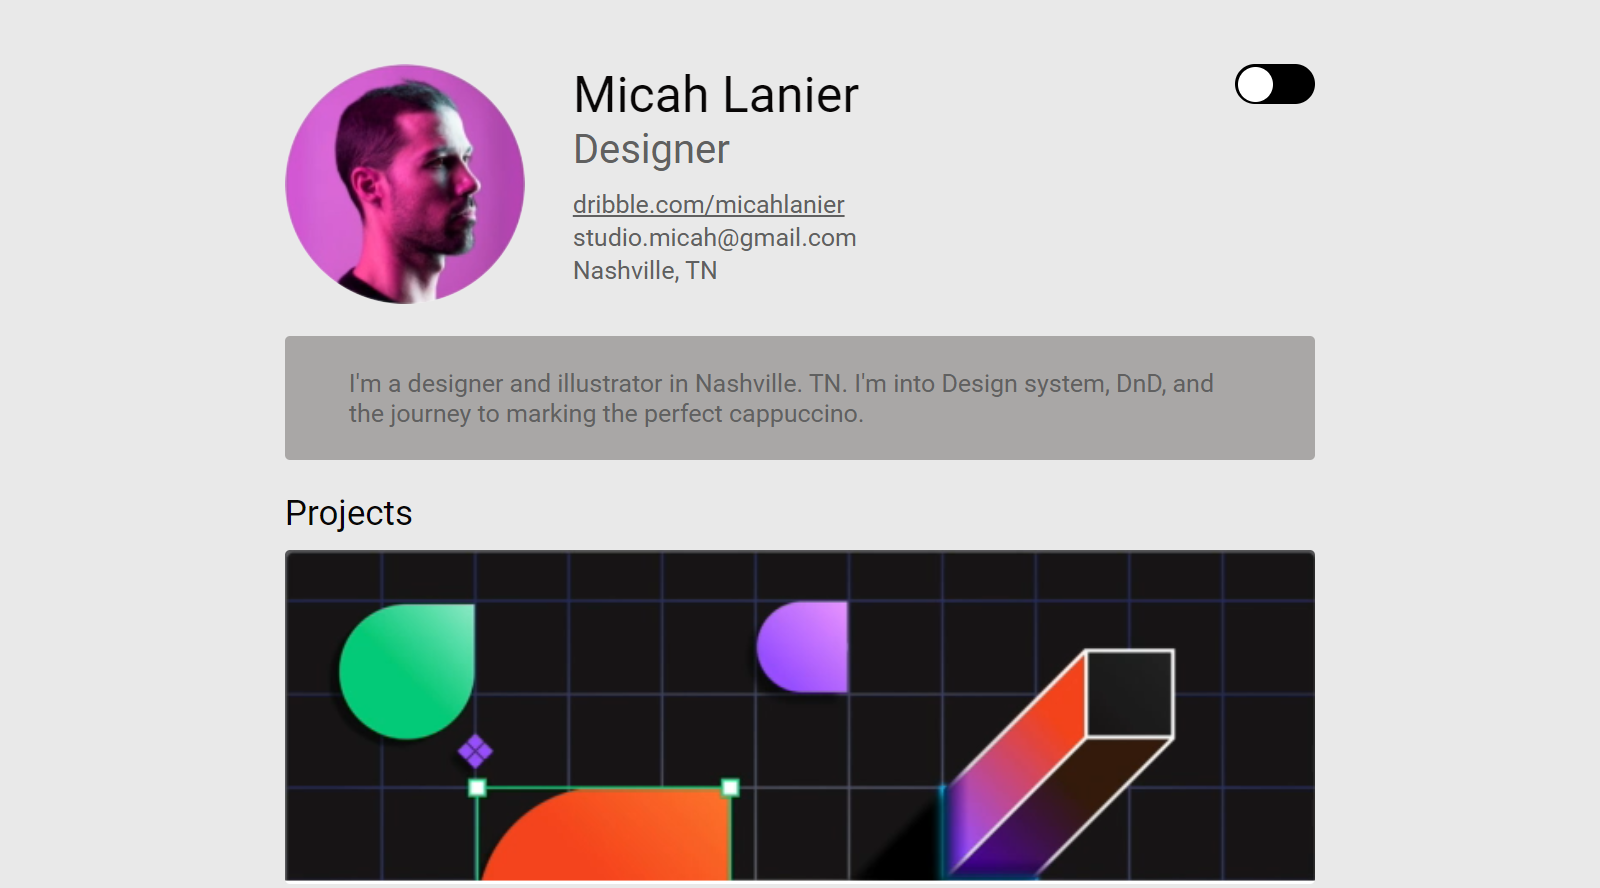 Micah Lanier
Designer
dribble.com/micahlanier
studio.micah@gmail.com
Nashville, TN
I'm a designer and illustrator in Nashville. TN. I'm into Design system, DnD, and
the journey to marking the perfect cappuccino.
Projects